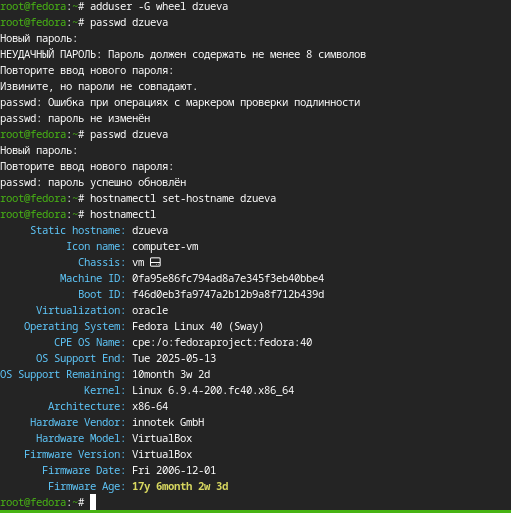 root@fedora:~# adduser -G wheel dzueva
root@fedora:~# passwd dzueva
Новый пароль:
НЕУДАЧНЫЙ ПАРОЛЬ: Пароль должен содержать не менее 8 символов
Повторите ввод нового пароля:
Извините, но пароли не совпадают.
passwd: Ошибка при операциях с маркером проверки подлинности
passwd: пароль не изменён
root@fedora:~# passwd dzueva
Новый пароль:
Повторите ввод нового пароля:
passwd: пароль успешно обновлён
root@fedora:~# hostnamectl set-hostname dzueva
root@fedora:~# hostnamectl
Static hostname: dzueva
Icon name: computer-vm
Chassis: vm
Machine ID: 0fa95e86fc794ad8a7e345f3eb40bbe4
Boot ID: f46d0eb3fa9747a2b12b9a8f712b439d
Virtualization: oracle
Operating System: Fedora Linux 40 (Sway)
CPE OS Name: cpe:/o:fedoraproject:fedora:40
OS Support End: Tue 2025-05-13
OS Support Remaining: 10month 3w 2d
Kernel: Linux 6.9.4-200.fc40.x86_64
Architecture: x86-64
Hardware Vendor: innotek GmbH
Hardware Model: VirtualBox
Firmware Version: VirtualBox
Firmware Date: Fri 2006-12-01
Firmware Age: 17y 6month 2w 3d
root@fedora:~#